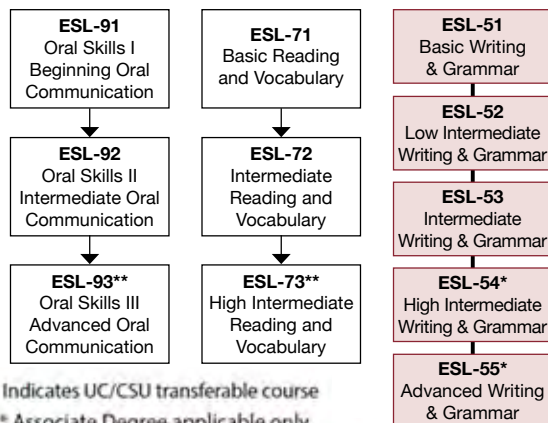 ESL-91
Oral Skills I
Beginning Oral
Communication
ESL-92
Oral Skills II
Intermediate Oral
Communication
ESL-93**
Oral Skills III
Advanced Oral
Communication
ESL-71
Basic Reading
and Vocabulary
ESL-72
Intermediate
Reading and
Vocabulary
ESL-73**
High Intermediate
Reading and
Vocabulary
ESL-51
Basic Writing
& Grammar
ESL-52
Low Intermediate
Writing & Grammar
ESL-53
Intermediate
Writing & Grammar
ESL-54*
High Intermediate
Writing & Grammar
ESL-55*
Advanced Writing
& Grammar
Indicates UC/CSU transferable course
* Associate Degree applicable only